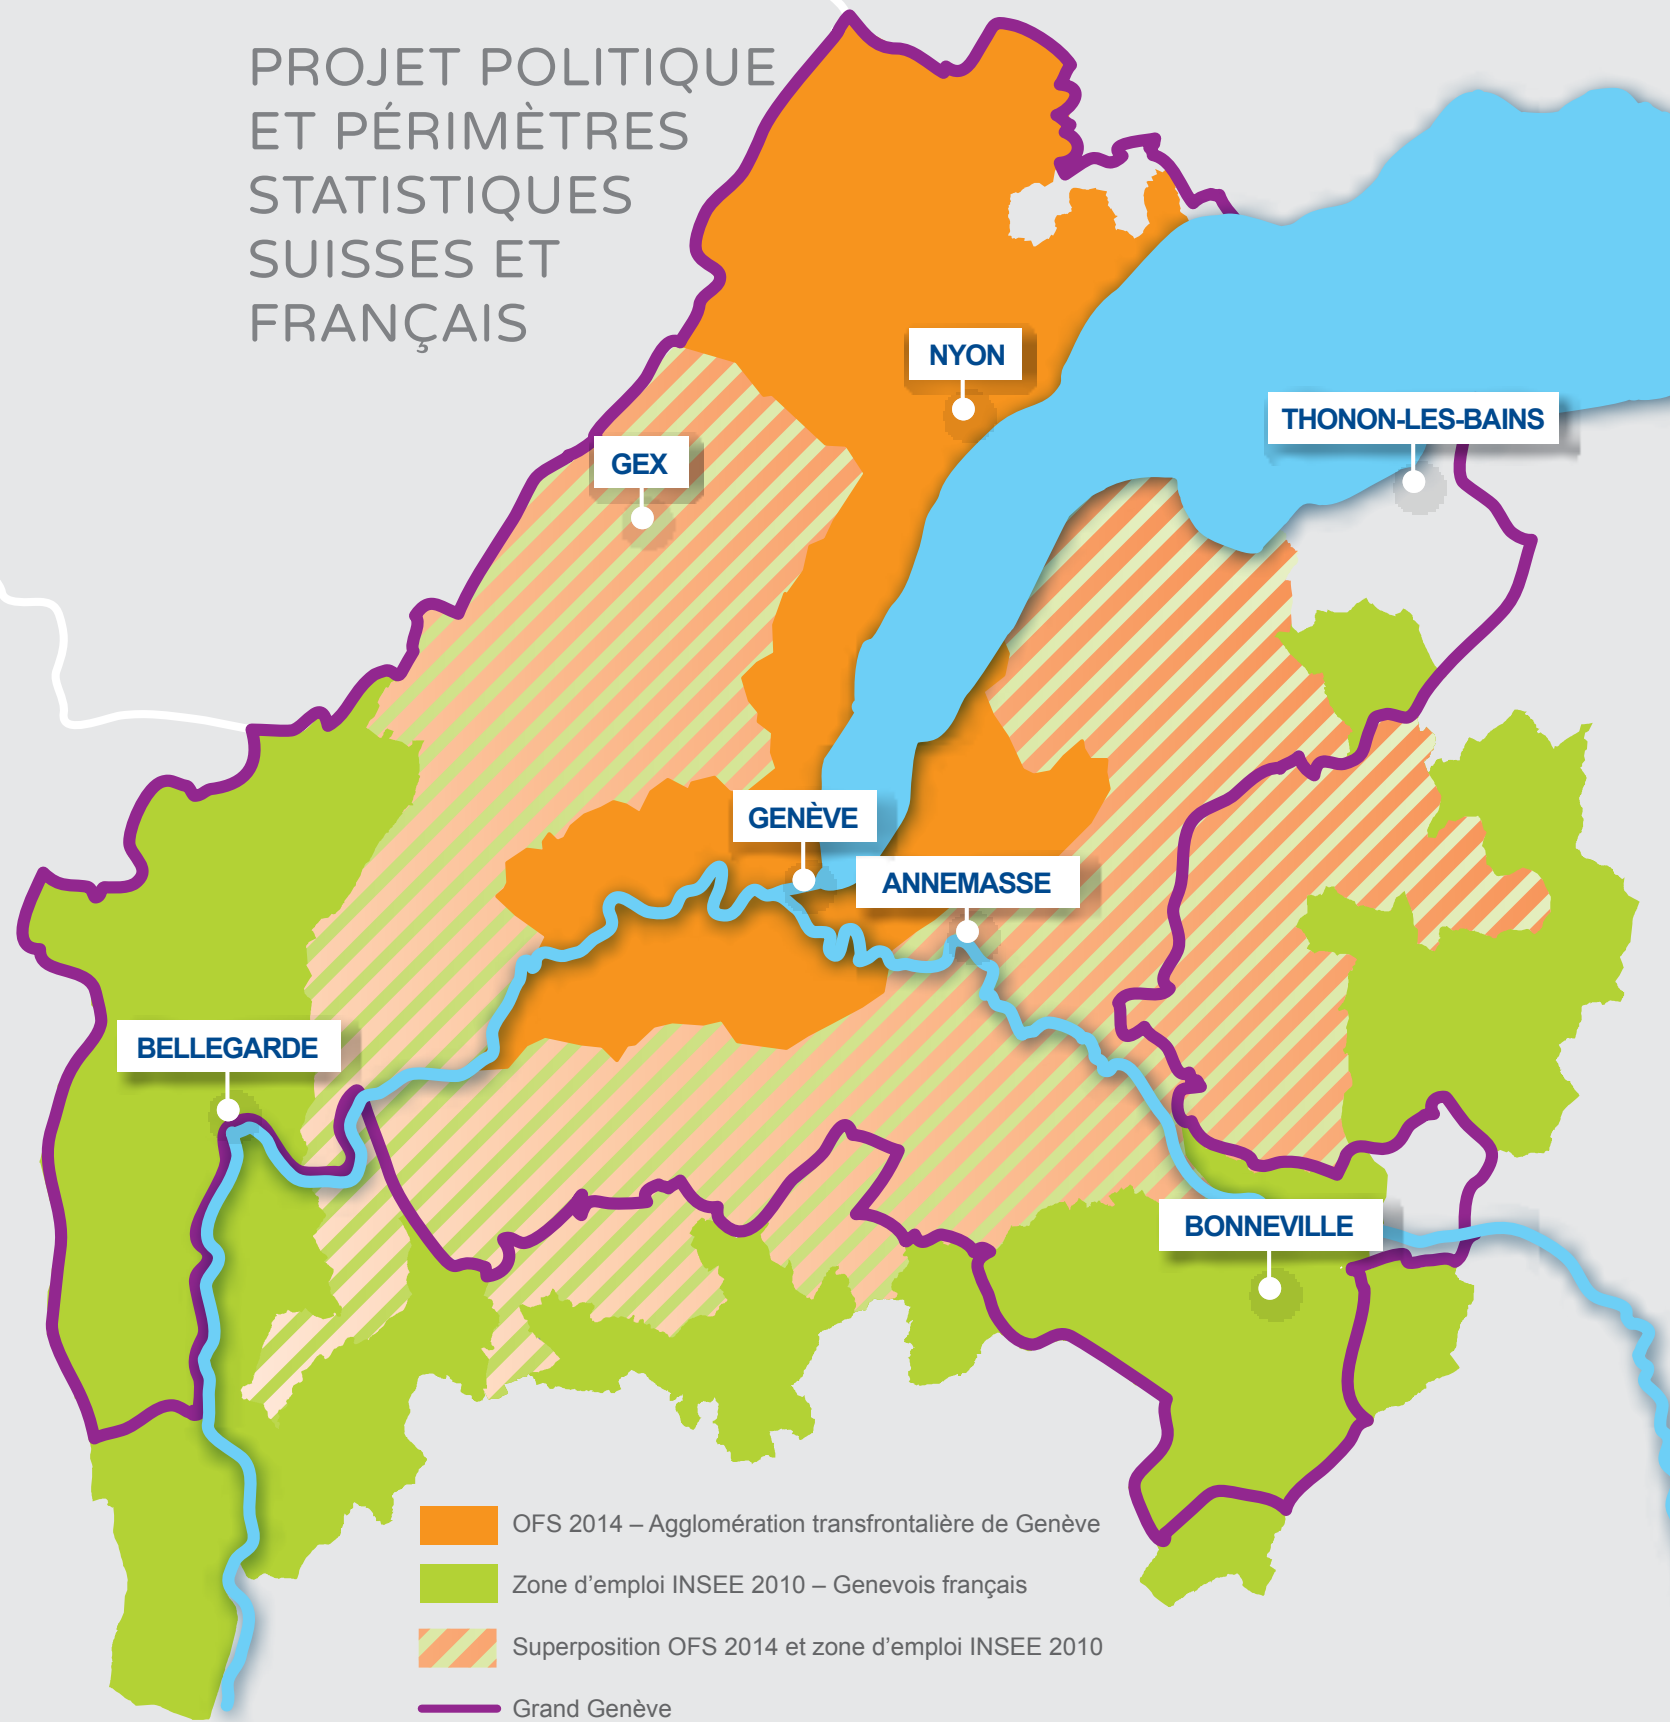 PROJET POLITIQUE
ET PÉRIMÈTRES
STATISTIQUES
SUISSES ET
FRANÇAIS
NYON
THONON-LES-BAINS
GEX
GENÈVE
ANNEMASSE
BELLEGARDE
BONNEVILLE
OFS 2014 – Agglomération transfrontalière de Genève
Zone d'emploi INSEE 2010 – Genevois français
Superposition OFS 2014 et zone d'emploi INSEE 2010
Grand Genève